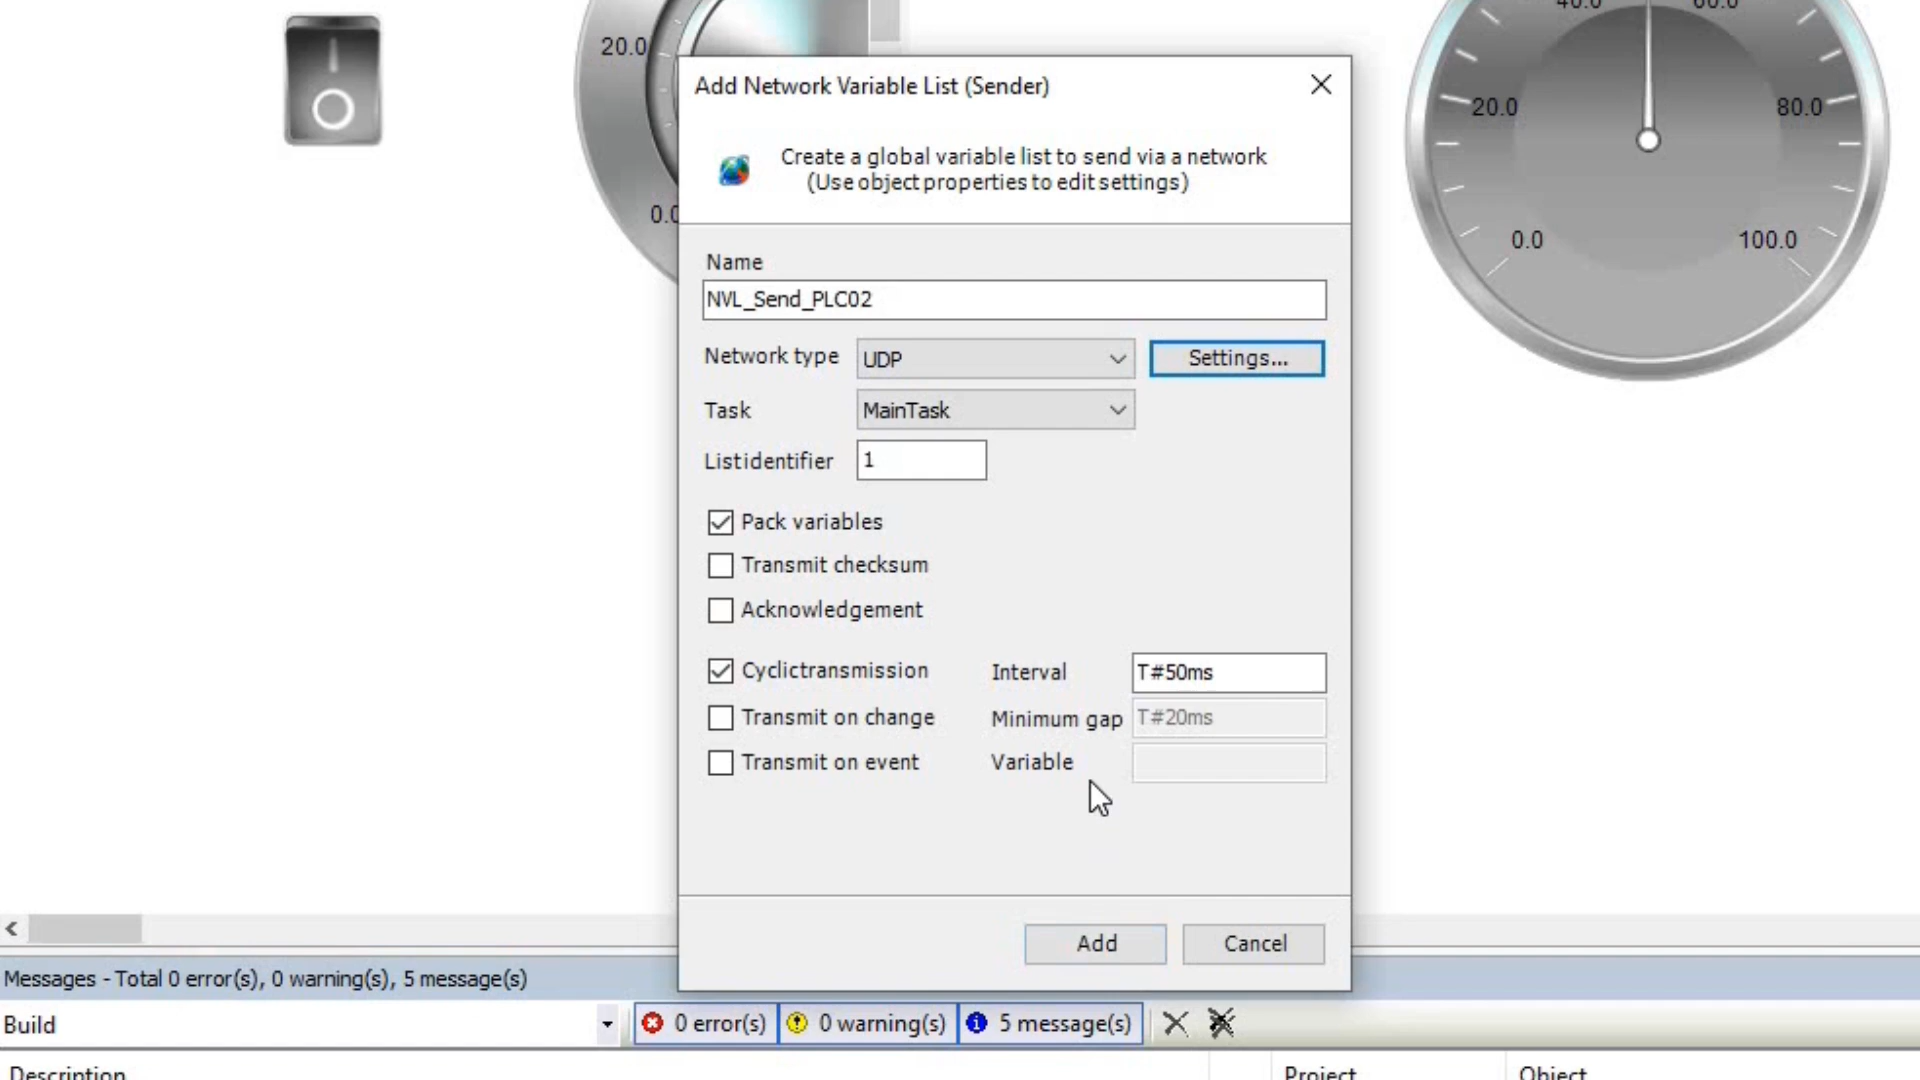 40.0
60.0
20.0
20.0
80.0
0.0
0.0
100.0
Add Network Variable List (Sender)
Create a global variable list to send via a network
(Use object properties to edit settings)
Name
NVL_Send_PLC02
Network type UDP Settings...
Task MainTask
Listidentifier 1
Pack variables
Transmit checksum
Acknowledgement
Cyclictransmission Interval T#50ms
Transmit on change Minimum gap T#20ms
Transmit on event Variable
Add Cancel
Messages - Total 0 error(s), 0 warning(s), 5 message(s)
Build 0 error(s) 0 warning(s) 5 message(s)
Description Project Object